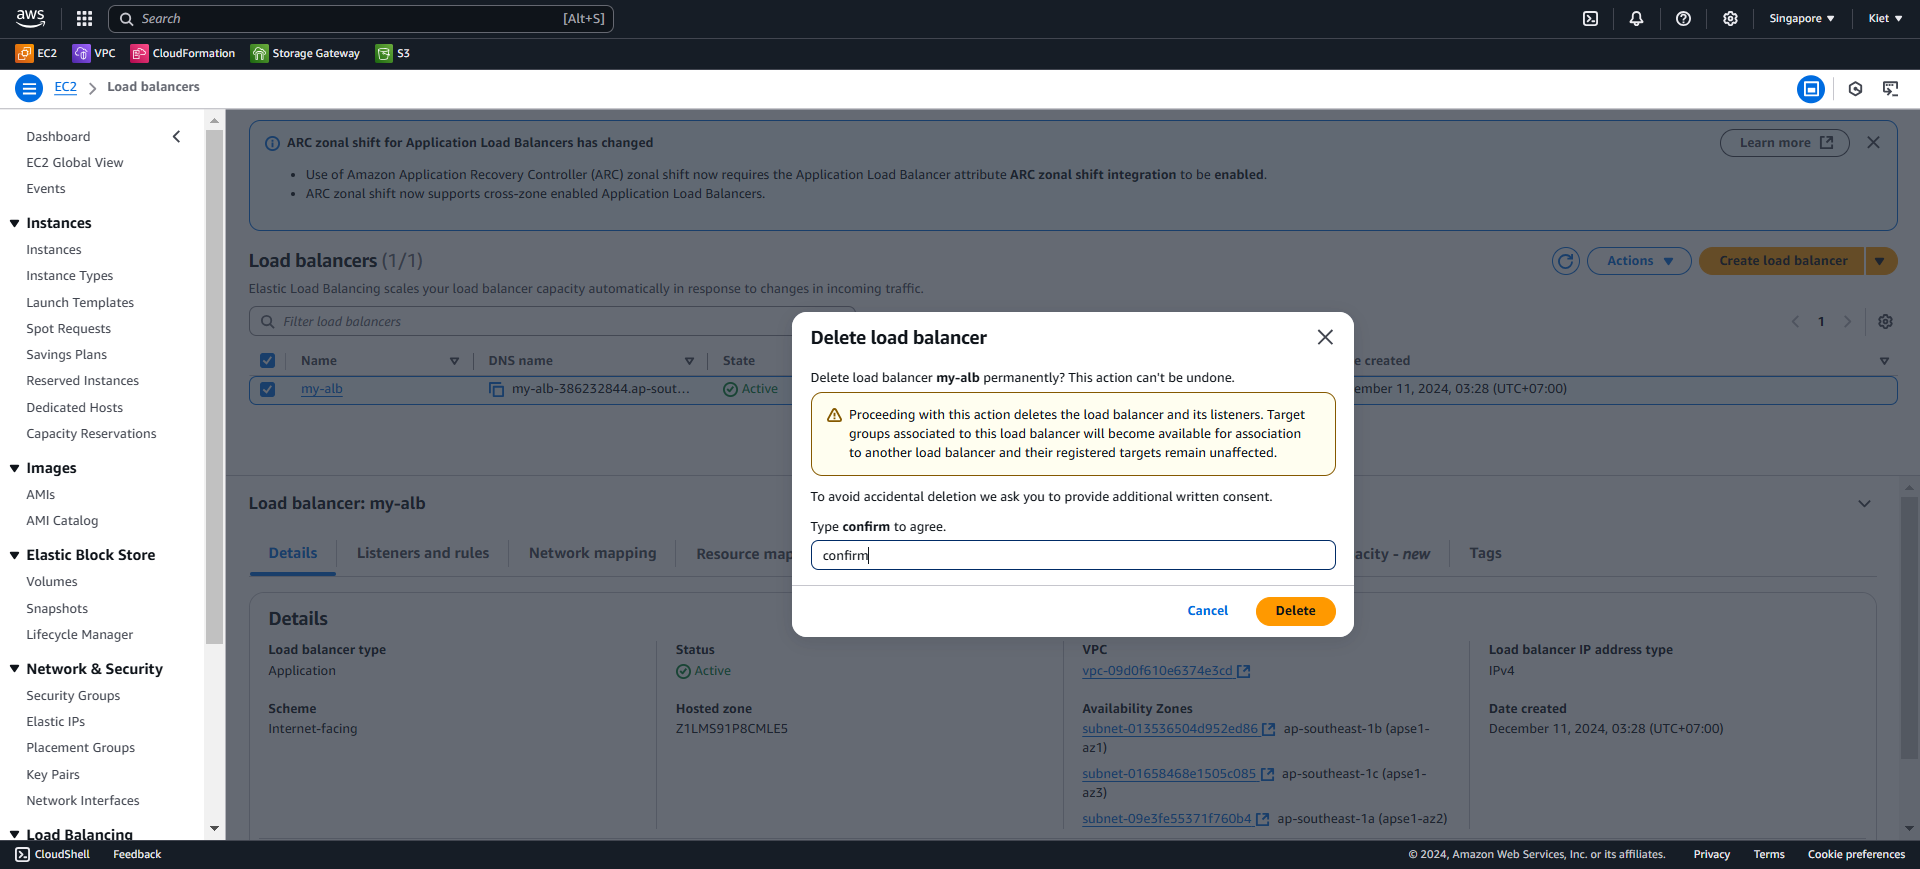 aws
Search [Alt+S]
Singapore
Kiet
EC2 VPC CloudFormation Storage Gateway S3
EC2 Load balancers
Dashboard
EC2 Global View
Events
Instances
Instances
Instance Types
Launch Templates
Spot Requests
Savings Plans
Reserved Instances
Dedicated Hosts
Capacity Reservations
Images
AMIs
AMI Catalog
Elastic Block Store
Volumes
Snapshots
Lifecycle Manager
Network & Security
Security Groups
Elastic IPs
Placement Groups
Key Pairs
Network Interfaces
Load Balancing
ARC zonal shift for Application Load Balancers has changed
Learn more
• Use of Amazon Application Recovery Controller (ARC) zonal shift now requires the Application Load Balancer attribute ARC zonal shift integration to be enabled.
• ARC zonal shift now supports cross-zone enabled Application Load Balancers.
Load balancers (1/1)
Actions
Create load balancer
Elastic Load Balancing scales your load balancer capacity automatically in response to changes in incoming traffic.
Filter load balancers
1
Name DNS name State e created
my-alb my-alb-386232844.ap-sout... Active ember 11, 2024, 03:28 (UTC+07:00)
Delete load balancer
Delete load balancer my-alb permanently? This action can't be undone.
Proceeding with this action deletes the load balancer and its listeners. Target
groups associated to this load balancer will become available for association
to another load balancer and their registered targets remain unaffected.
To avoid accidental deletion we ask you to provide additional written consent.
Type confirm to agree.
confirm
Cancel Delete
Load balancer: my-alb
Details Listeners and rules Network mapping Resource map acity - new Tags
Details
Load balancer type
Application
Status
Active
VPC
vpc-09d0f610e6374e3cd
Load balancer IP address type
IPv4
Scheme
Internet-facing
Hosted zone
Z1LMS91P8CMLE5
Availability Zones
subnet-013536504d952ed86 ap-southeast-1b (apse1-
az1)
subnet-01658468e1505c085 ap-southeast-1c (apse1-
az3)
subnet-09e3fe55371f760b4 ap-southeast-1a (apse1-az2)
Date created
December 11, 2024, 03:28 (UTC+07:00)
CloudShell Feedback
© 2024, Amazon Web Services, Inc. or its affiliates. Privacy Terms Cookie preferences